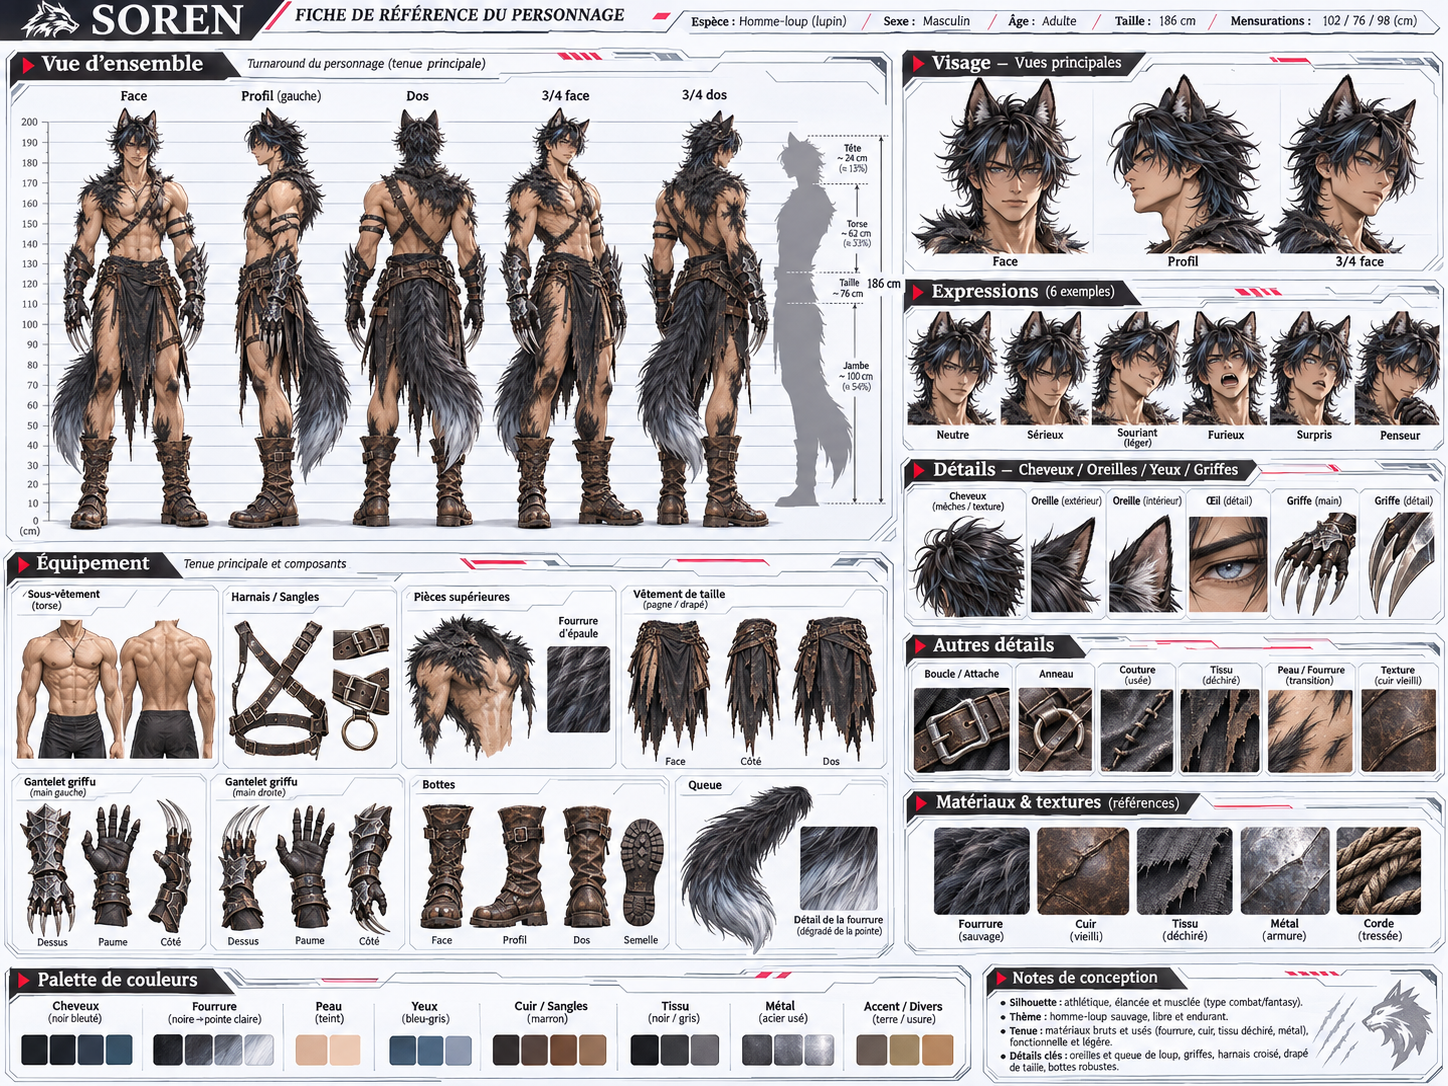 SOREN
FICHE DE RÉFÉRENCE DU PERSONNAGE
Espèce : Homme-loup (lupin) / Sexe : Masculin / Âge : Adulte / Taille : 186 cm / Mensurations : 102 / 76 / 98 (cm)
Vue d'ensemble
Turnaround du personnage (tenue principale)
Face
Profil (gauche)
Dos
3/4 face
3/4 dos
200
190
180
170
160
150
140
130
120
110
100
90
80
70
60
50
40
30
20
10
0
(cm)
Tête
~ 24 cm
(≈ 13%)
Torse
~ 62 cm
(≈ 33%)
Taille
~ 76 cm
186 cm
Jambe
~ 100 cm
(≈ 54%)
Visage – Vues principales
Face
Profil
3/4 face
Expressions (6 exemples)
Neutre
Sérieux
Souriant
(léger)
Furieux
Surpris
Penseur
Détails – Cheveux / Oreilles / Yeux / Griffes
Cheveux
(mèches / texture)
Oreille (extérieur)
Oreille (intérieur)
Œil (détail)
Griffe (main)
Griffe (détail)
Équipement
Tenue principale et composants
Sous-vêtement
(torse)
Harnais / Sangles
Pièces supérieures
Fourrure
d'épaule
Vêtement de taille
(pagne / drapé)
Face
Côté
Dos
Gantelet griffu
(main gauche)
Dessus
Paume
Côté
Gantelet griffu
(main droite)
Dessus
Paume
Côté
Bottes
Face
Profil
Dos
Semelle
Queue
Détail de la fourrure
(dégradé de la pointe)
Autres détails
Boucle / Attache
Anneau
Couture
(usée)
Tissu
(déchiré)
Peau / Fourrure
(transition)
Texture
(cuir vieilli)
Matériaux & textures (références)
Fourrure
(sauvage)
Cuir
(vieilli)
Tissu
(déchiré)
Métal
(armure)
Corde
(tressée)
Palette de couleurs
Cheveux
(noir bleuté)
Fourrure
(noire→pointe claire)
Peau
(teint)
Yeux
(bleu-gris)
Cuir / Sangles
(marron)
Tissu
(noir / gris)
Métal
(acier usé)
Accent / Divers
(terre / usure)
Notes de conception
• Silhouette : athlétique, élancée et musclée (type combat/fantasy).
• Thème : homme-loup sauvage, libre et endurant.
• Tenue : matériaux bruts et usés (fourrure, cuir, tissu déchiré, métal),
fonctionnelle et légère.
• Détails clés : oreilles et queue de loup, griffes, harnais croisé, drapé
de taille, bottes robustes.